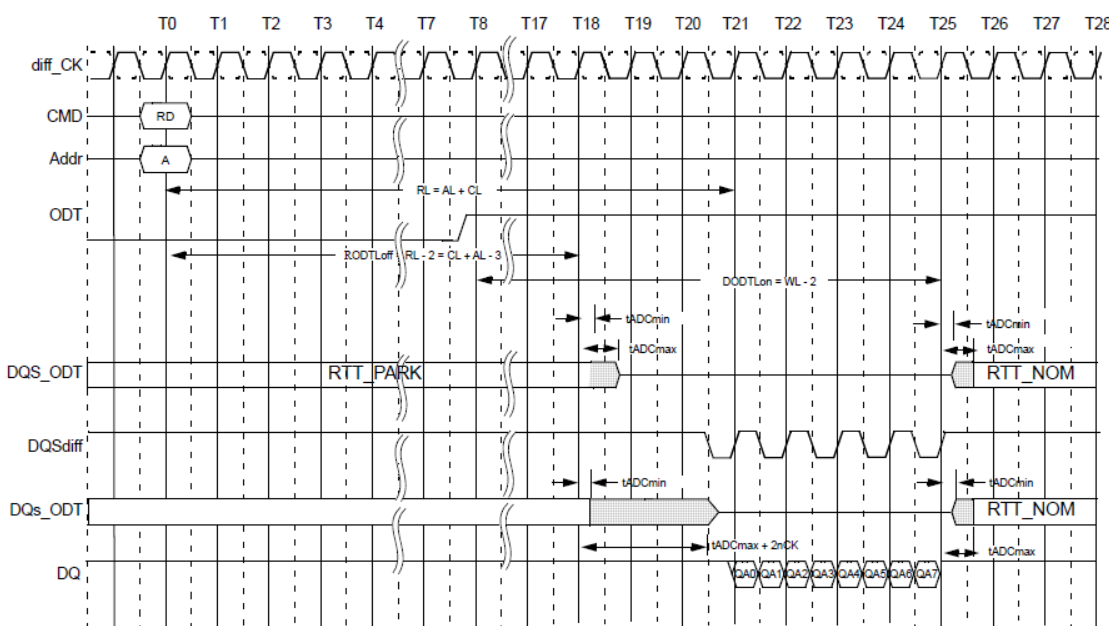 T0 T1 T2 T3 T4 T7 T8 T17 T18 T19 T20 T21 T22 T23 T24 T25 T26 T27 T28
diff_CK
CMD RD
Addr A
RL = AL + CL
ODT
RODTLoff RL - 2 = CL + AL - 3
DODTLon = WL - 2
tADCmin tADCmin
tADCmax tADCmax
DQS_ODT RTT_PARK RTT_NOM
DQSdiff
tADCmin tADCmin
DQs_ODT RTT_NOM
tADCmax + 2nCK tADCmax
DQ QA0 QA1 QA2 QA3 QA4 QA5 QA6 QA7